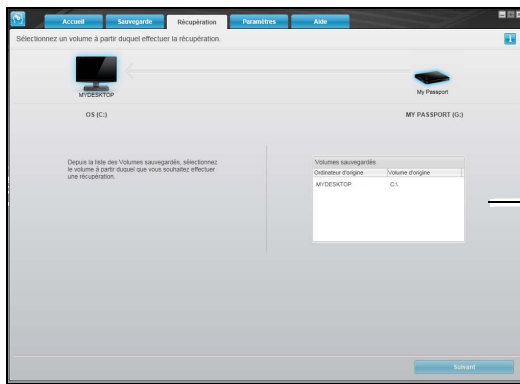 Accueil Sauvegarde Récupération Paramètres Aide
Sélectionnez un volume à partir duquel effectuer la récupération.
MYDESKTOP My Passport
OS (C:) MY PASSPORT (G:)
Depuis la liste des Volumes sauvegardés, sélectionnez
le volume à partir duquel que vous souhaitez effectuer
une récupération.
Volumes sauvegardés
Ordinateur d'origine Volume d'origine
MYDESKTOP C:\
Suivant